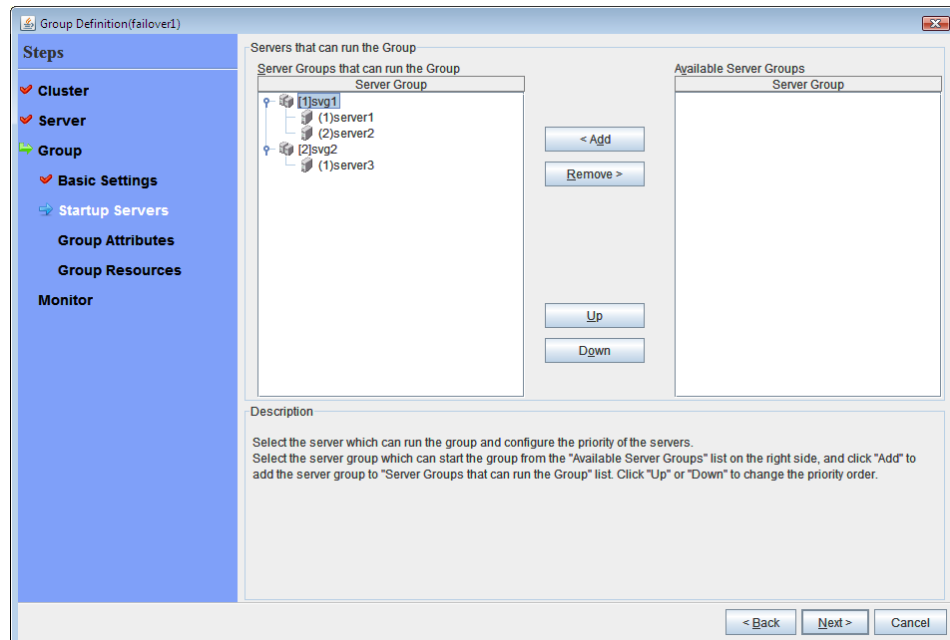 Group Definition(failover1)
Steps
Cluster
Server
Group
Basic Settings
Startup Servers
Group Attributes
Group Resources
Monitor
Servers that can run the Group
Server Groups that can run the Group
Server Group
[1]svg1
(1)server1
(2)server2
[2]svg2
(1)server3
< Add
Remove >
Up
Down
Available Server Groups
Server Group
Description
Select the server which can run the group and configure the priority of the servers.
Select the server group which can start the group from the "Available Server Groups" list on the right side, and click "Add" to
add the server group to "Server Groups that can run the Group" list. Click "Up" or "Down" to change the priority order.
< Back
Next >
Cancel